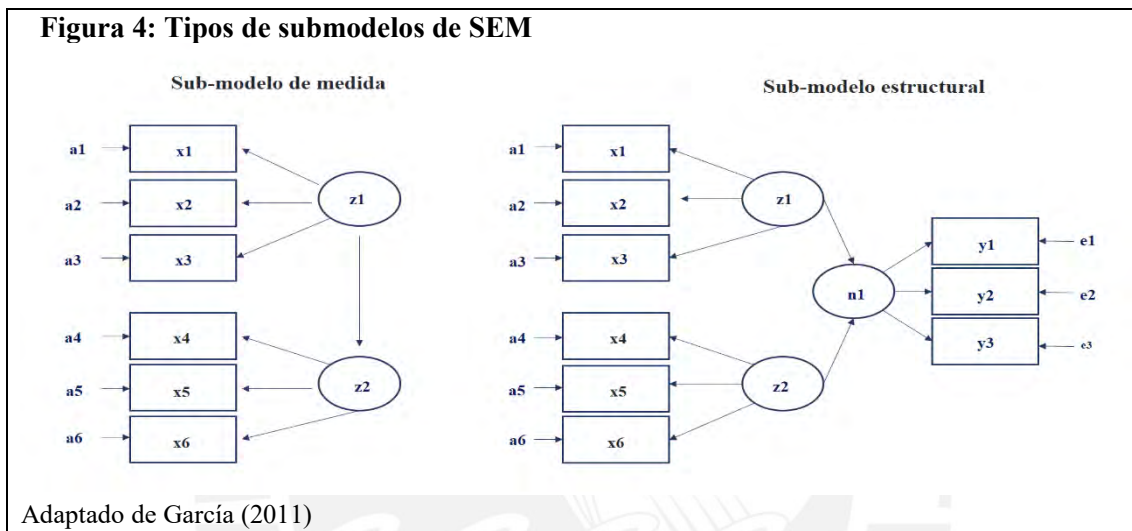 Figura 4: Tipos de submodelos de SEM
Sub-modelo de medida
a1 x1
a2 x2
a3 x3
z1
a4 x4
a5 x5
a6 x6
z2
Sub-modelo estructural
a1 x1
a2 x2
a3 x3
z1
a4 x4
a5 x5
a6 x6
z2
n1
y1 e1
y2 e2
y3 e3
Adaptado de García (2011)